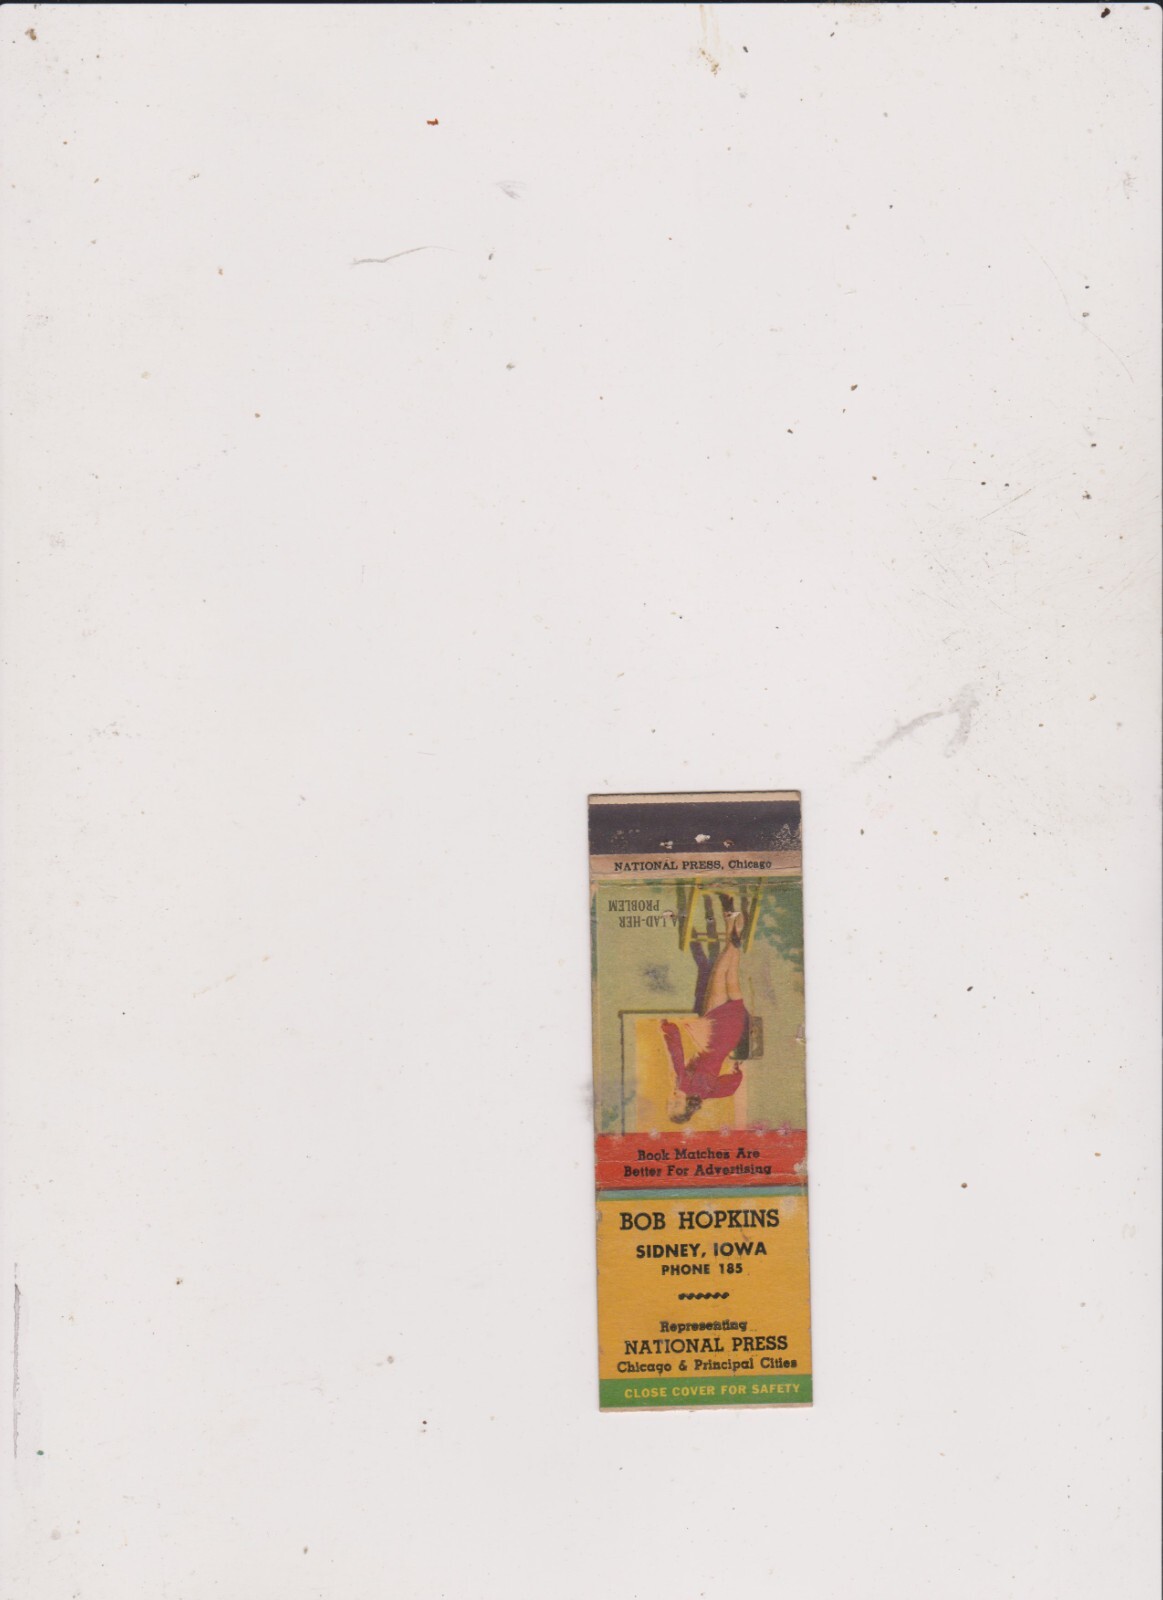 NATIONAL PRESS, Chicago
A LAD-HER
PROBLEM
Book Matches Are
Better For Advertising
BOB HOPKINS
SIDNEY, IOWA
PHONE 185
Representing
NATIONAL PRESS
Chicago & Principal Cities
CLOSE COVER FOR SAFETY